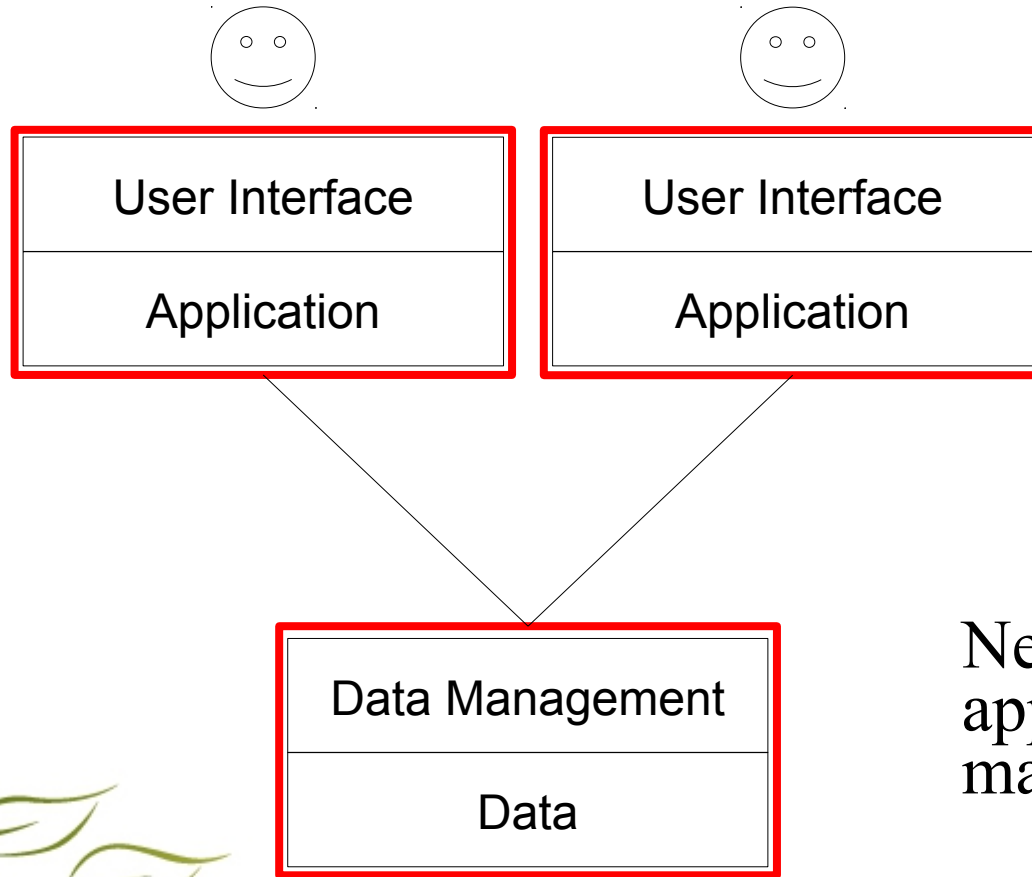 User Interface
User Interface
Application
Application
Data Management
Data